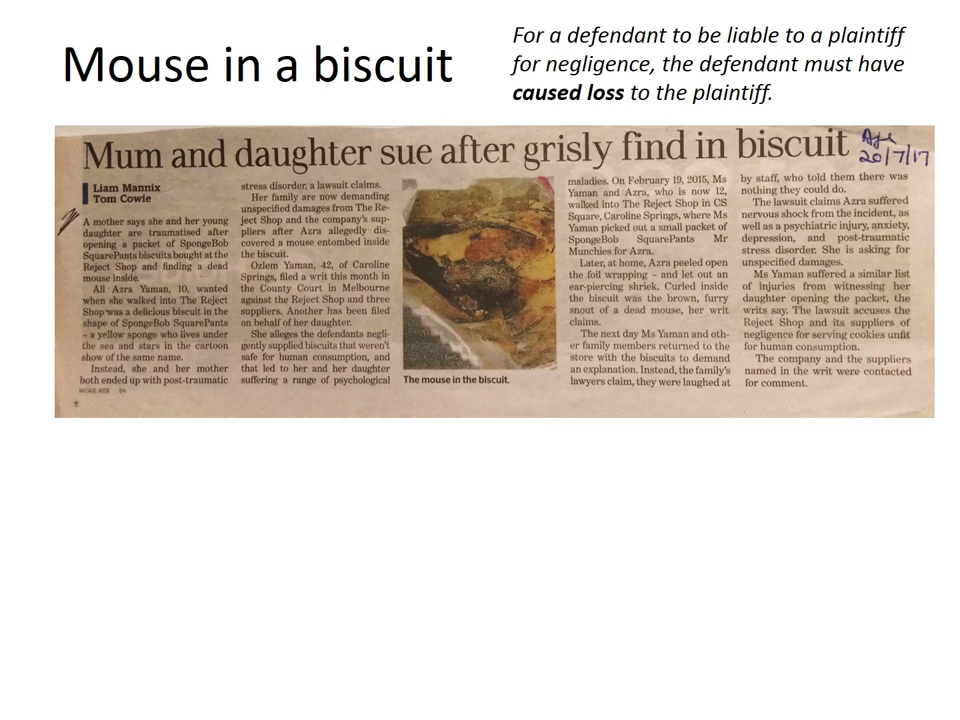 Mouse in a biscuit
For a defendant to be liable to a plaintiff
for negligence, the defendant must have
caused loss to the plaintiff.
Mum and daughter sue after grisly find in biscuit
Age
20/7/17
Liam Mannix
Tom Cowie
A mother says she and her young
daughter are traumatised after
opening a packet of SpongeBob
SquarePants biscuits bought at the
Reject Shop and finding a dead
mouse inside.
All Azra Yaman, 10, wanted
when she walked into The Reject
Shop was a delicious biscuit in the
shape of SpongeBob SquarePants
– a yellow sponge who lives under
the sea and stars in the cartoon
show of the same name.
Instead, she and her mother
both ended up with post-traumatic
stress disorder, a lawsuit claims.
Her family are now demanding
unspecified damages from The Re-
ject Shop and the company's sup-
pliers after Azra allegedly dis-
covered a mouse entombed inside
the biscuit.
Ozlem Yaman, 42, of Caroline
Springs, filed a writ this month in
the County Court in Melbourne
against the Reject Shop and three
suppliers. Another has been filed
on behalf of her daughter.
She alleges the defendants negli-
gently supplied biscuits that weren't
safe for human consumption, and
that led to her and her daughter
suffering a range of psychological
The mouse in the biscuit.
maladies. On February 19, 2015, Ms
Yaman and Azra, who is now 12,
walked into The Reject Shop in CS
Square, Caroline Springs, where Ms
Yaman picked out a small packet of
SpongeBob SquarePants Mr
Munchies for Azra.
Later, at home, Azra peeled open
the foil wrapping – and let out an
ear-piercing shriek. Curled inside
the biscuit was the brown, furry
snout of a dead mouse, her writ
claims.
The next day Ms Yaman and oth-
er family members returned to the
store with the biscuits to demand
an explanation. Instead, the family's
lawyers claim, they were laughed at
by staff, who told them there was
nothing they could do.
The lawsuit claims Azra suffered
nervous shock from the incident, as
well as a psychiatric injury, anxiety,
depression, and post-traumatic
stress disorder. She is asking for
unspecified damages.
Ms Yaman suffered a similar list
of injuries from witnessing her
daughter opening the packet, the
writs say. The lawsuit accuses the
Reject Shop and its suppliers of
negligence for serving cookies unfit
for human consumption.
The company and the suppliers
named in the writ were contacted
for comment.